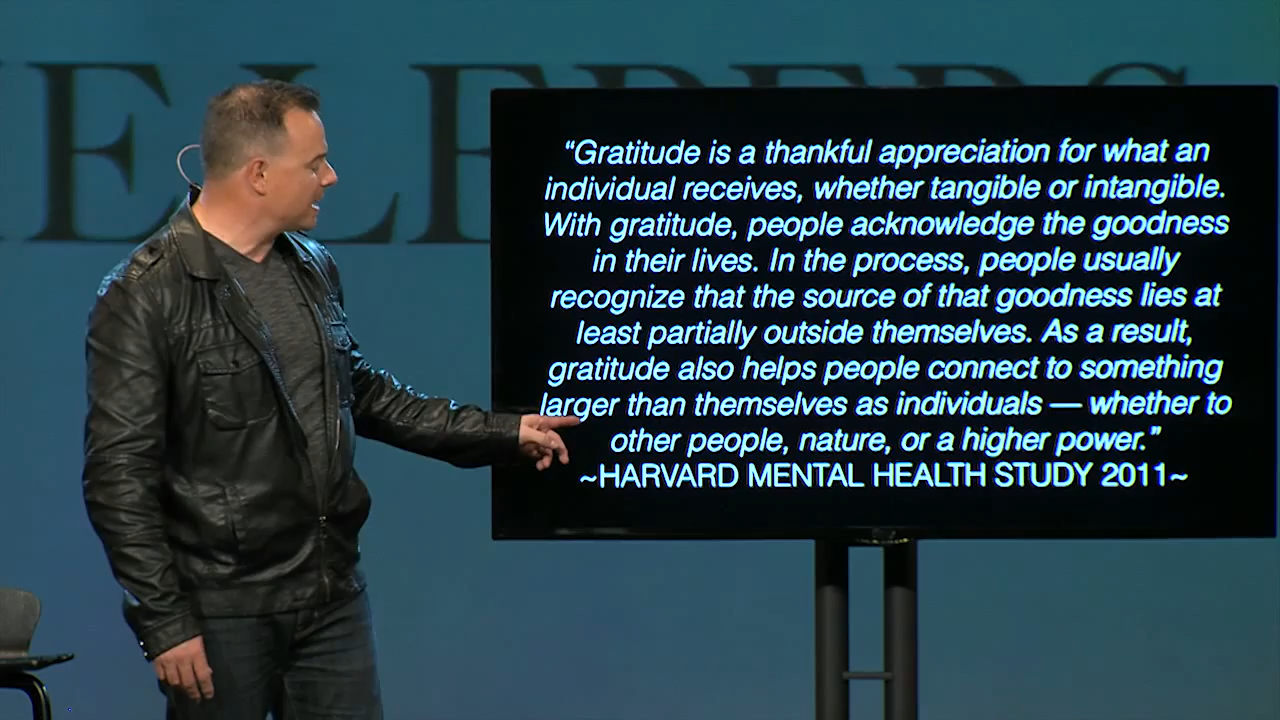 “Gratitude is a thankful appreciation for what an
individual receives, whether tangible or intangible.
With gratitude, people acknowledge the goodness
in their lives. In the process, people usually
recognize that the source of that goodness lies at
least partially outside themselves. As a result,
gratitude also helps people connect to something
larger than themselves as individuals — whether to
other people, nature, or a higher power.”
~HARVARD MENTAL HEALTH STUDY 2011~